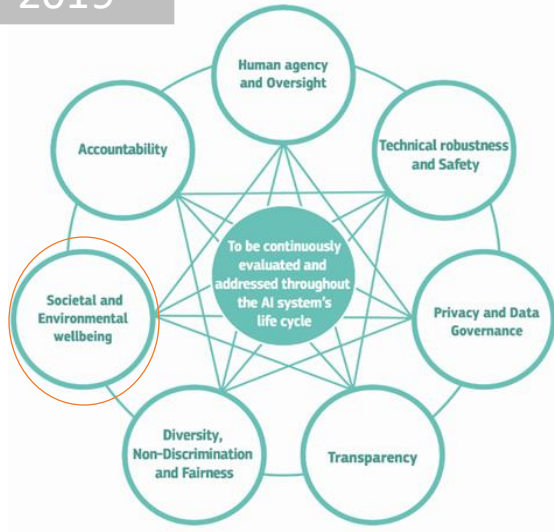 2019
Human agency
and Oversight
Accountability
Technical robustness
and Safety
To be continuously
evaluated and
addressed throughout
the AI system's
life cycle
Societal and
Environmental
wellbeing
Privacy and Data
Governance
Diversity,
Non-Discrimination
and Fairness
Transparency